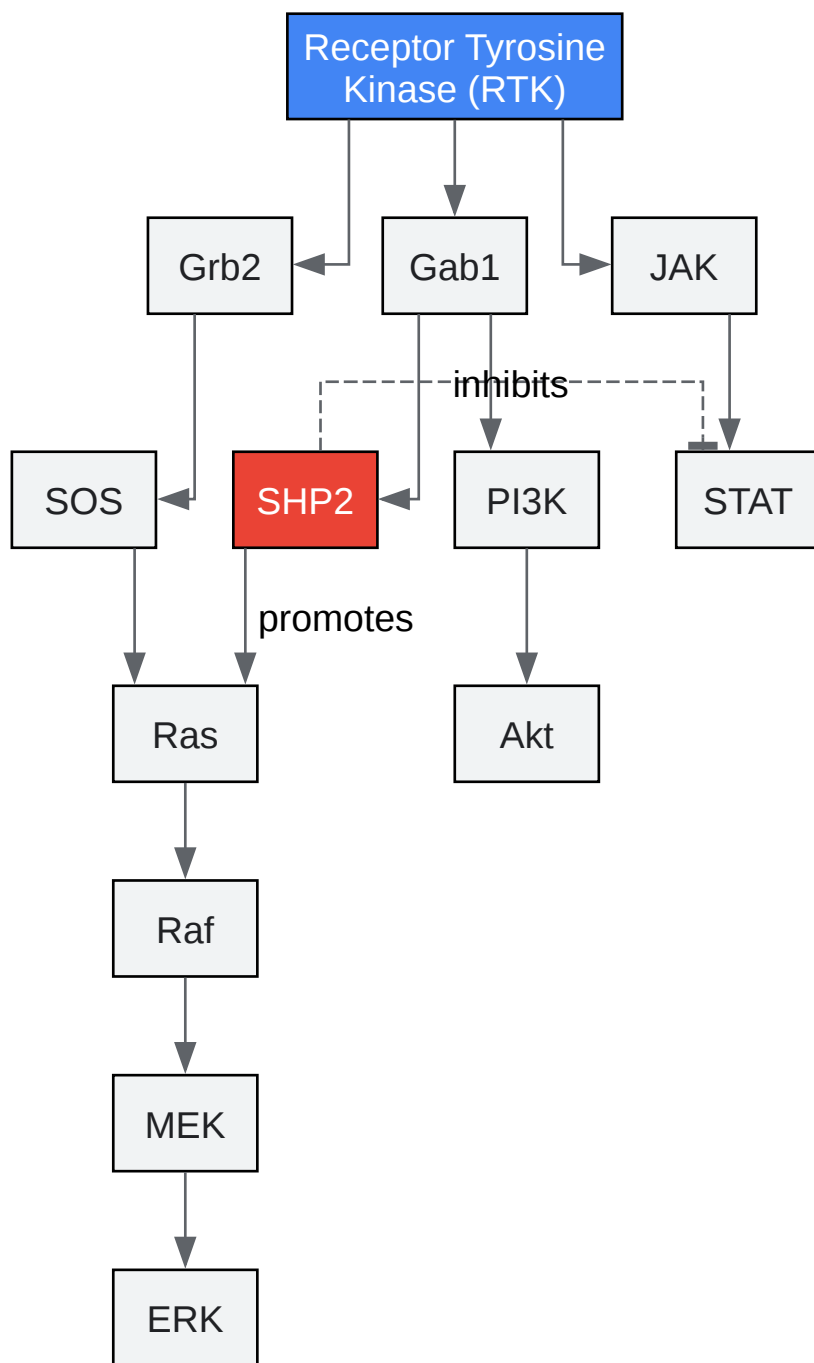 Receptor Tyrosine
Kinase (RTK)
Grb2
Gab1
JAK
inhibits
SOS
SHP2
PI3K
STAT
promotes
Ras
Akt
Raf
MEK
ERK